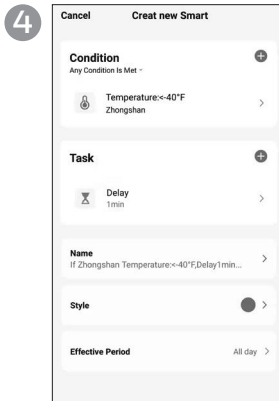 4
Cancel Creat new Smart
Condition
Any Condition Is Met
Temperature:<-40°F
Zhongshan
Task
Delay
1min
Name
If Zhongshan Temperature:<-40°F,Delay1min...
Style
Effective Period All day